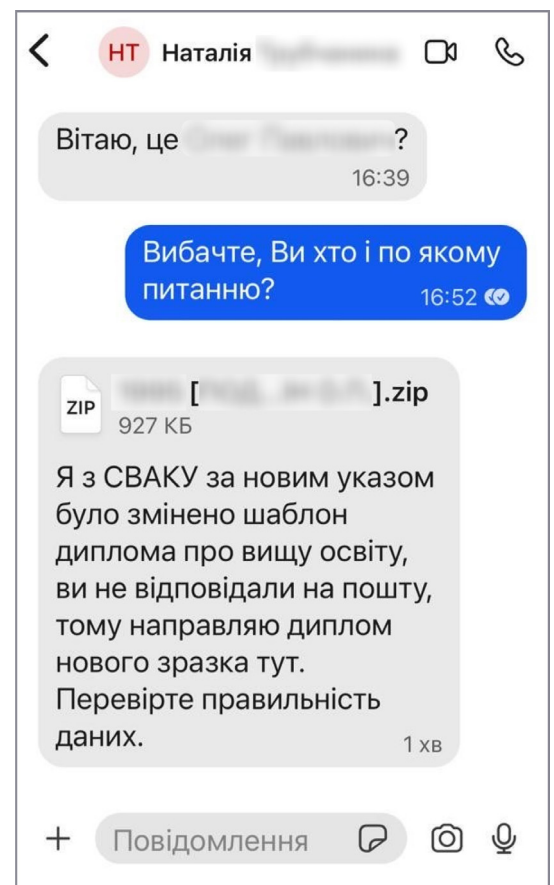 НТ Наталія
Вітаю, це ?
16:39
Вибачте, Ви хто і по якому
питанню?
16:52
ZIP
[ ].zip
927 КБ
Я з СВАКУ за новим указом
було змінено шаблон
диплома про вищу освіту,
ви не відповідали на пошту,
тому направляю диплом
нового зразка тут.
Перевірте правильність
даних.
1 хв
Повідомлення